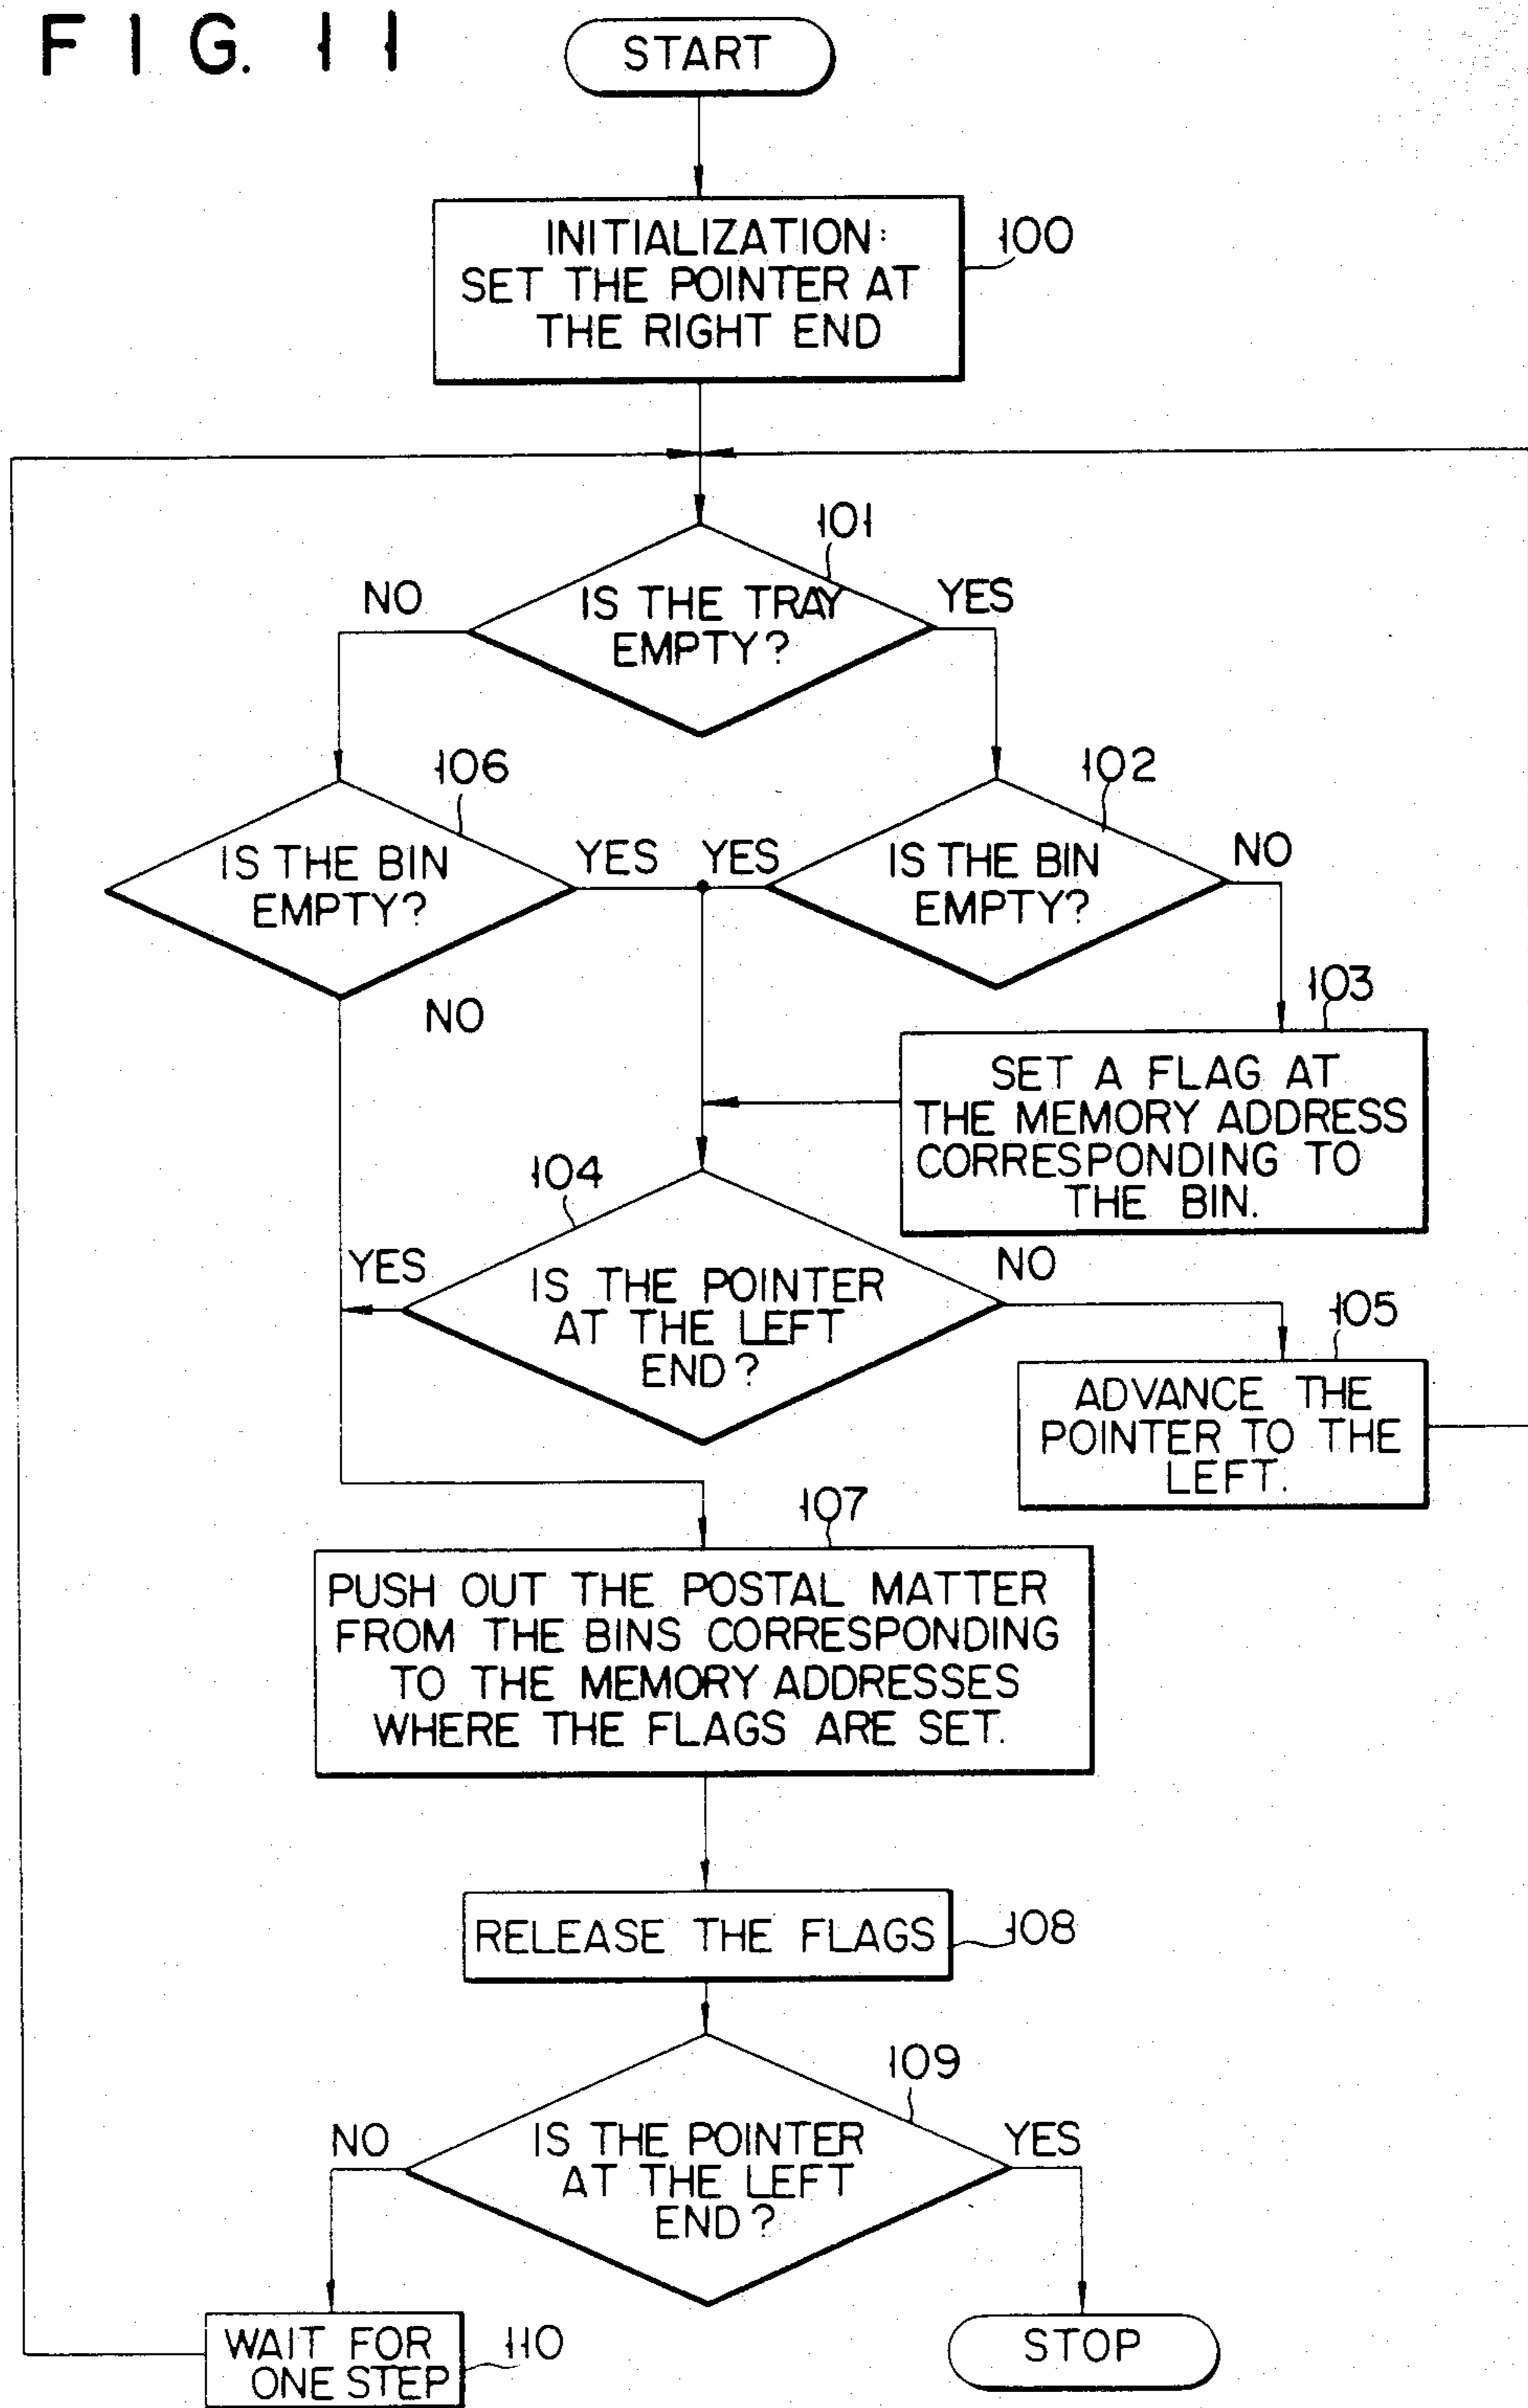 FIG. 11
START
INITIALIZATION:
SET THE POINTER AT
THE RIGHT END
100
101
NO
IS THE TRAY
EMPTY?
YES
106
102
IS THE BIN
EMPTY?
YES
YES
IS THE BIN
EMPTY?
NO
NO
103
SET A FLAG AT
THE MEMORY ADDRESS
CORRESPONDING TO
THE BIN.
104
YES
IS THE POINTER
AT THE LEFT
END?
NO
105
ADVANCE THE
POINTER TO THE
LEFT.
107
PUSH OUT THE POSTAL MATTER
FROM THE BINS CORRESPONDING
TO THE MEMORY ADDRESSES
WHERE THE FLAGS ARE SET.
RELEASE THE FLAGS
108
109
NO
IS THE POINTER
AT THE LEFT
END?
YES
WAIT FOR
ONE STEP
110
STOP